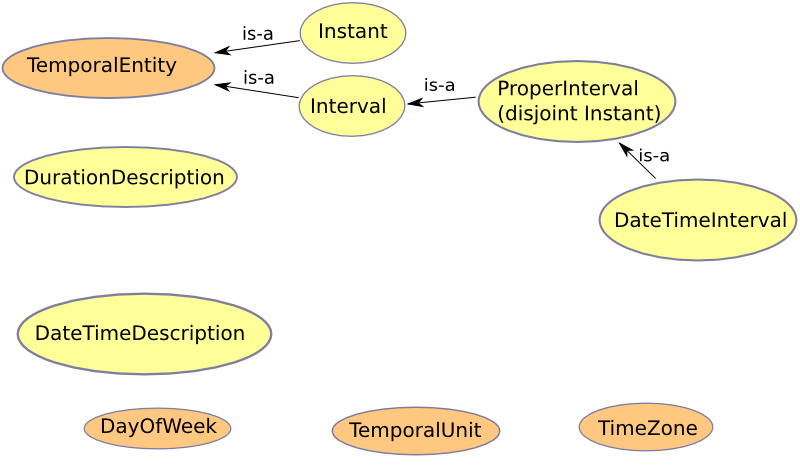 is-a
Instant
TemporalEntity
is-a
Interval
is-a
ProperInterval
(disjoint Instant)
is-a
DurationDescription
DateTimeInterval
DateTimeDescription
DayOfWeek
TemporalUnit
TimeZone